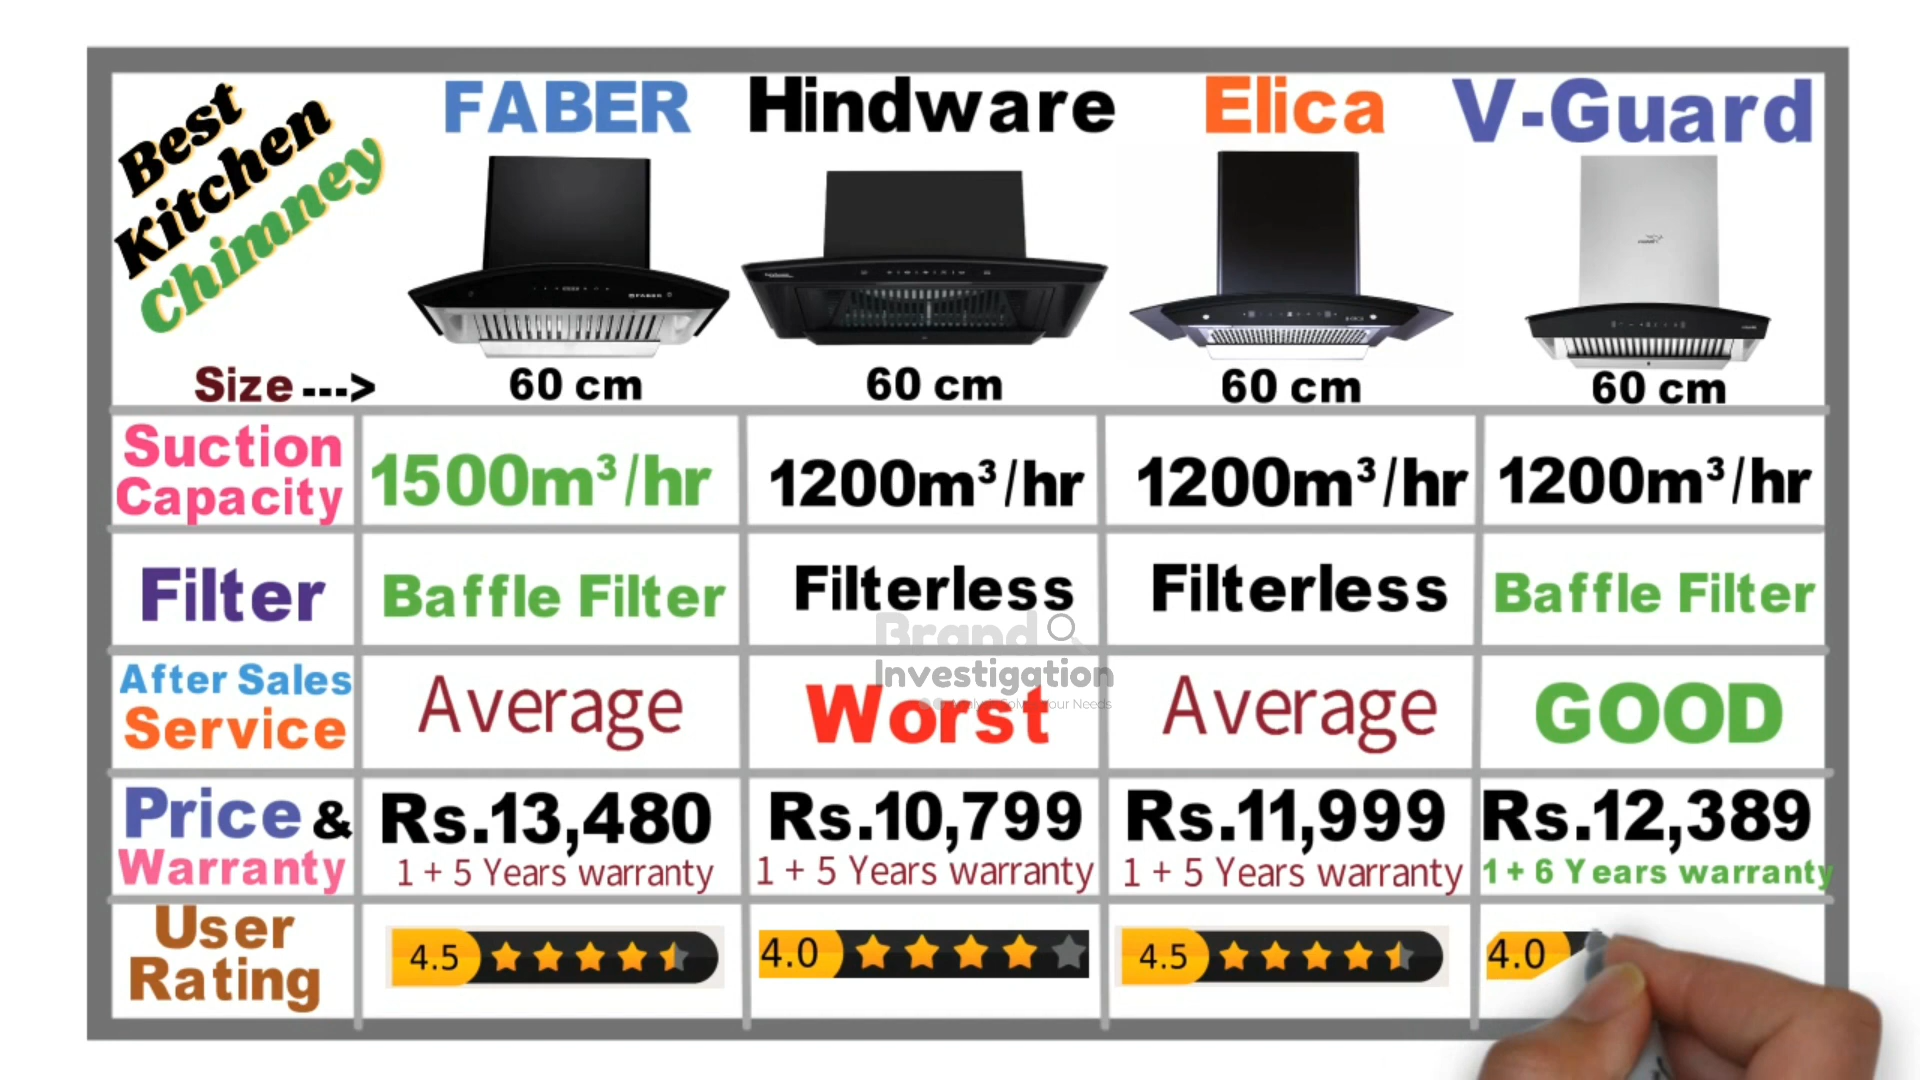 Best
Kitchen
Chimney
FABER
Hindware
Elica
V-Guard
FABER
Size --->
60 cm
60 cm
60 cm
60 cm
Suction
Capacity
1500m³/hr
1200m³/hr
1200m³/hr
1200m³/hr
Filter
Baffle Filter
Filterless
Filterless
Baffle Filter
Brand
Investigation
Your Needs
After Sales
Service
Average
Worst
Average
GOOD
Price &
Warranty
Rs.13,480
1 + 5 Years warranty
Rs.10,799
1 + 5 Years warranty
Rs.11,999
1 + 5 Years warranty
Rs.12,389
1 + 6 Years warranty
User
Rating
4.5
4.0
4.5
4.0